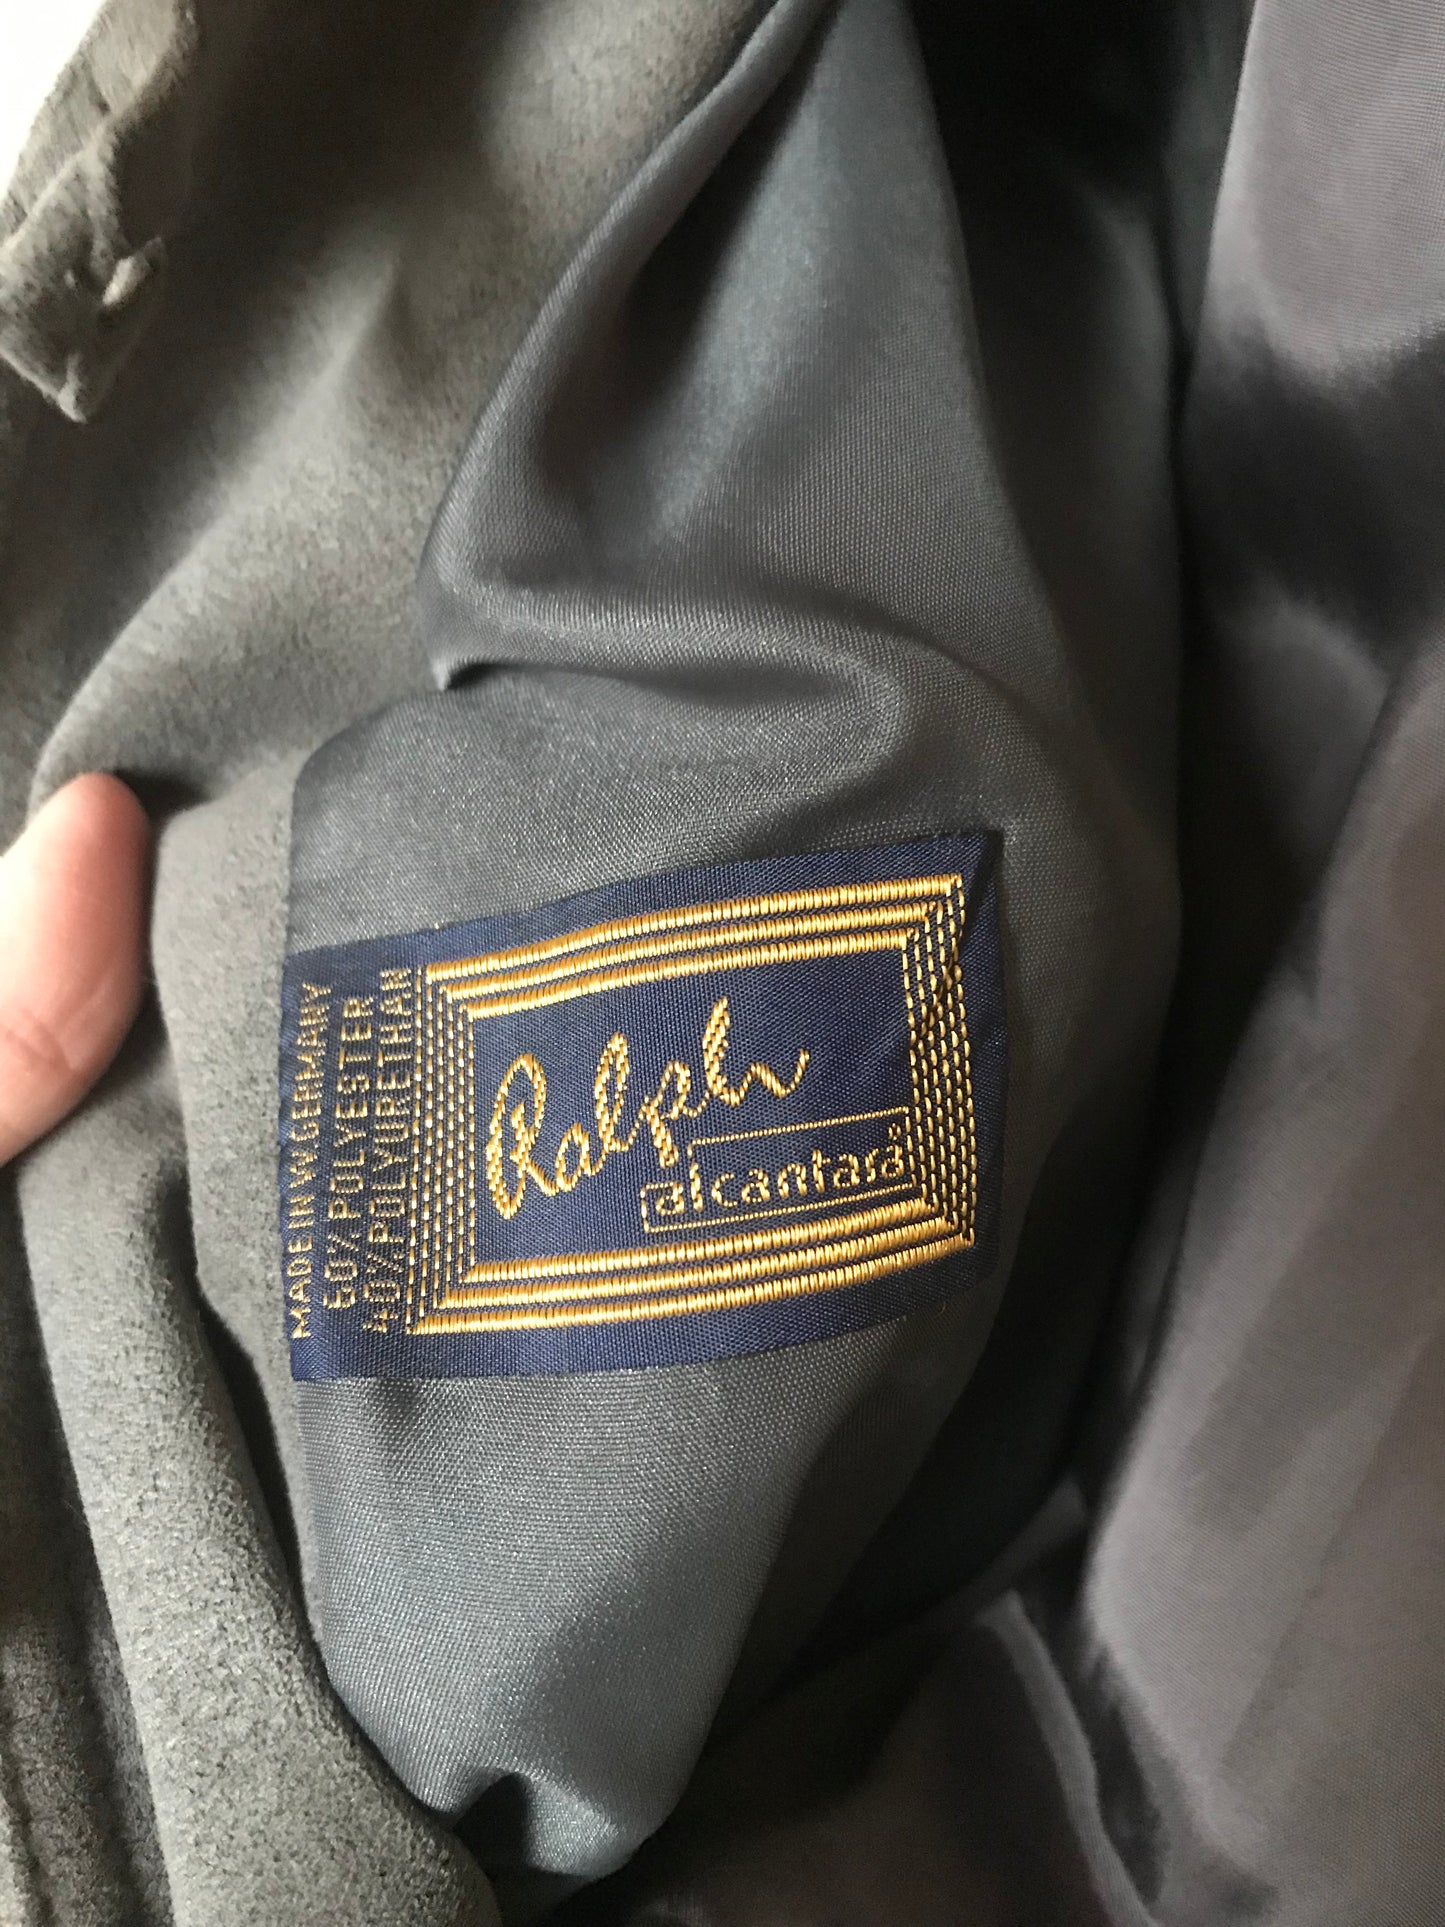 Ralph
alcantara®
MADE IN W. GERMANY
60% POLYESTER
40% POLYURETHAN